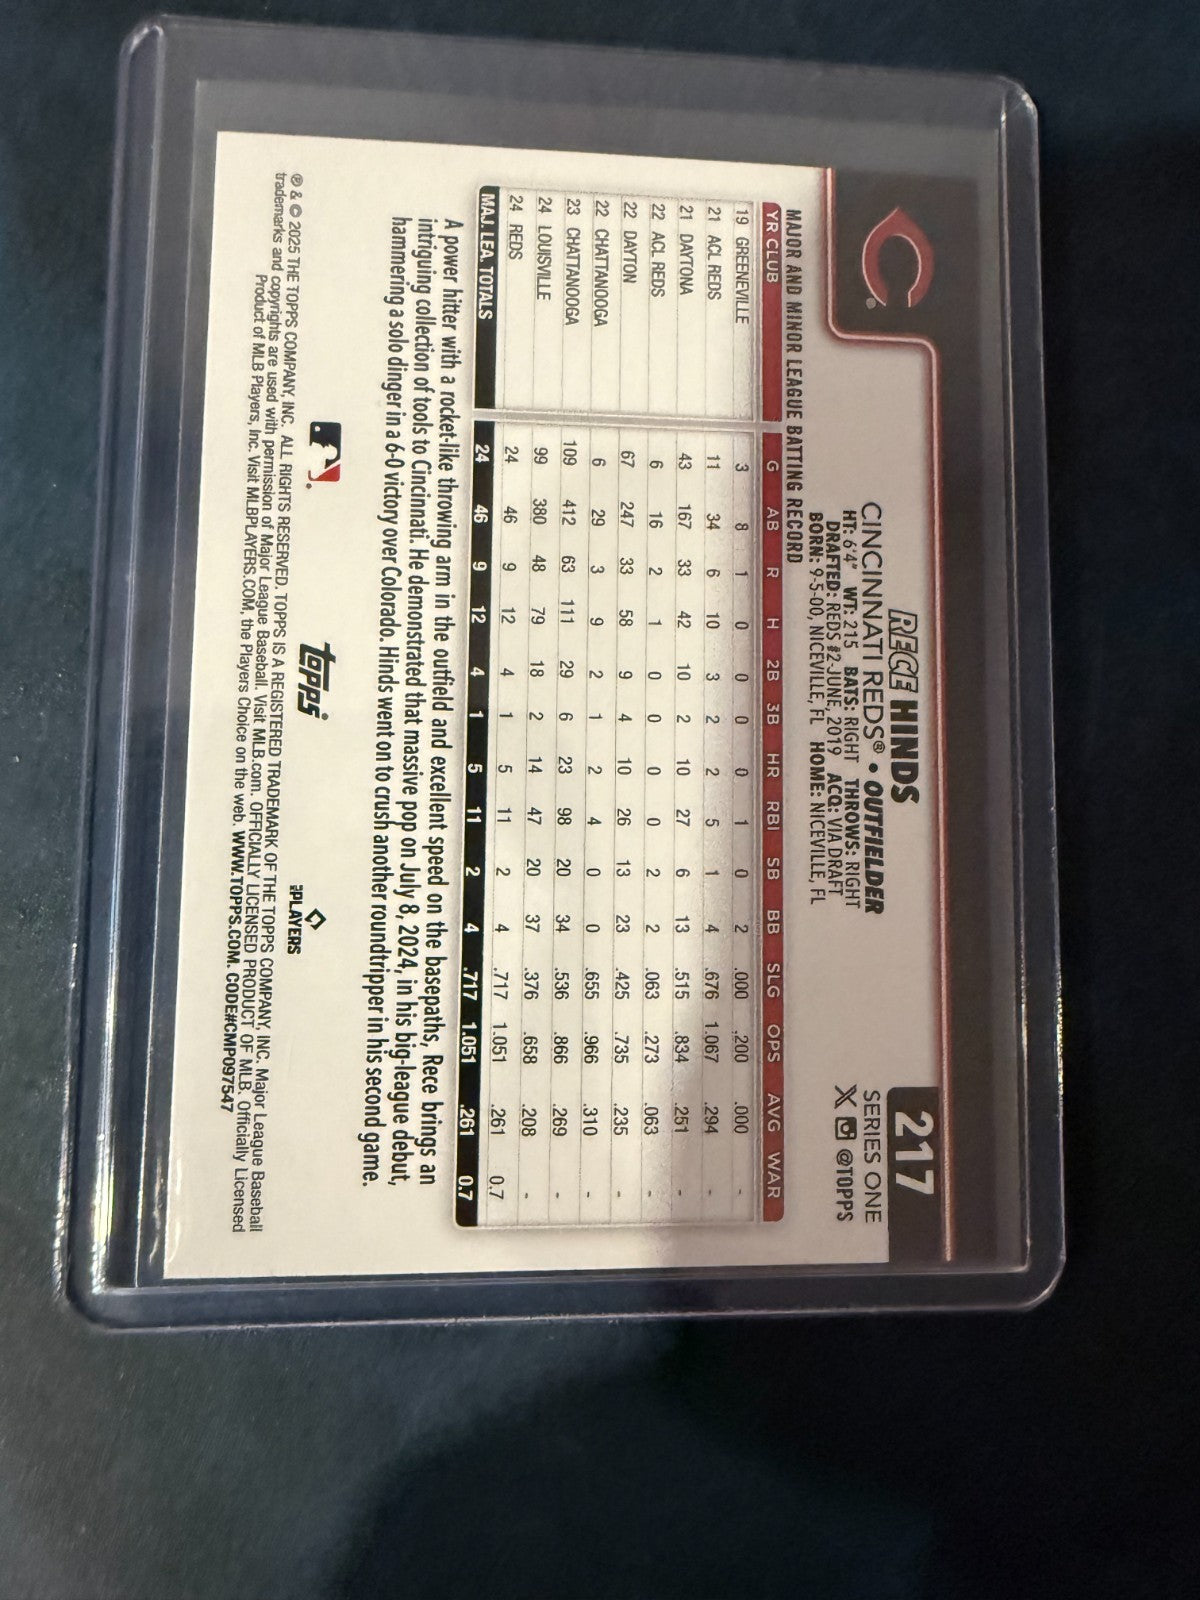 C
217
RECE HINDS
CINCINNATI REDS® • OUTFIELDER
SERIES ONE
HT: 6'4" WT: 215 BATS: RIGHT THROWS: RIGHT
X @TOPPS
DRAFTED: REDS #2-JUNE, 2019 ACQ: VIA DRAFT
BORN: 9-5-00, NICEVILLE, FL HOME: NICEVILLE, FL
MAJOR AND MINOR LEAGUE BATTING RECORD
YR CLUB G AB R H 2B 3B HR RBI SB BB SLG OPS AVG WAR
19 GREENEVILLE 3 8 1 0 0 0 0 1 0 2 .000 .200 .000 -
21 ACL REDS 11 34 6 10 3 2 2 5 1 4 .676 1.067 .294 -
21 DAYTONA 43 167 33 42 10 2 10 27 6 13 .515 .834 .251 -
22 ACL REDS 6 16 2 1 0 0 0 0 2 2 .063 .273 .063 -
22 DAYTON 67 247 33 58 9 4 10 26 13 23 .425 .735 .235 -
22 CHATTANOOGA 6 29 3 9 2 1 2 4 0 0 .655 .966 .310 -
23 CHATTANOOGA 109 412 63 111 29 6 23 98 20 34 .536 .866 .269 -
24 LOUISVILLE 99 380 48 79 18 2 14 47 20 37 .376 .658 .208 -
24 REDS 24 46 9 12 4 1 5 11 2 4 .717 1.051 .261 0.7
MAJ. LEA. TOTALS 24 46 9 12 4 1 5 11 2 4 .717 1.051 .261 0.7
A power hitter with a rocket-like throwing arm in the outfield and excellent speed on the basepaths, Rece brings an
intriguing collection of tools to Cincinnati. He demonstrated that massive pop on July 8, 2024, in his big-league debut,
hammering a solo dinger in a 6-0 victory over Colorado. Hinds went on to crush another roundtripper in his second game.
topps
PLAYERS
® & © 2025 THE TOPPS COMPANY, INC. ALL RIGHTS RESERVED. TOPPS IS A REGISTERED TRADEMARK OF THE TOPPS COMPANY, INC. Major League Baseball
trademarks and copyrights are used with permission of Major League Baseball. Visit MLB.com. OFFICIALLY LICENSED PRODUCT OF MLB. Officially Licensed
Product of MLB Players, Inc. Visit MLBPLAYERS.COM, the Players Choice on the web. WWW.TOPPS.COM. CODE#CMP097547